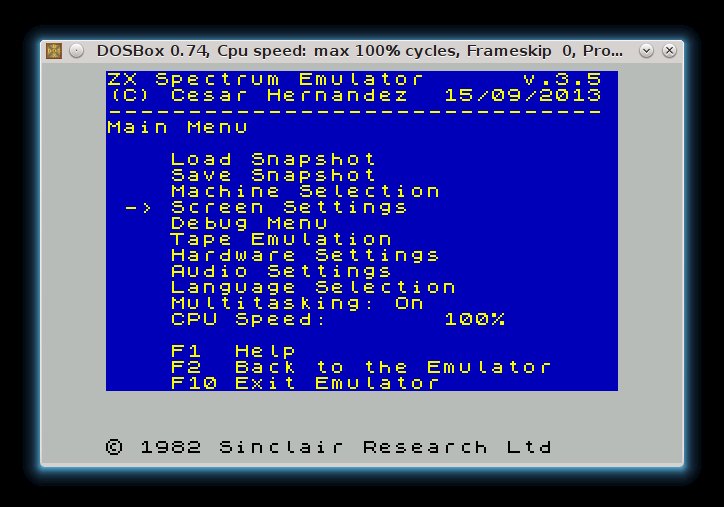 DOSBox 0.74, Cpu speed: max 100% cycles, Frameskip  0, Pro...
ZX Spectrum Emulator      v.3.5
(C) Cesar Hernandez  15/09/2013
-------------------------------
Main Menu
Load Snapshot
Save Snapshot
Machine Selection
-> Screen Settings
Debug Menu
Tape Emulation
Hardware Settings
Audio Settings
Language Selection
Multitasking: On
CPU Speed:       100%
F1  Help
F2  Back to the Emulator
F10 Exit Emulator
© 1982 Sinclair Research Ltd